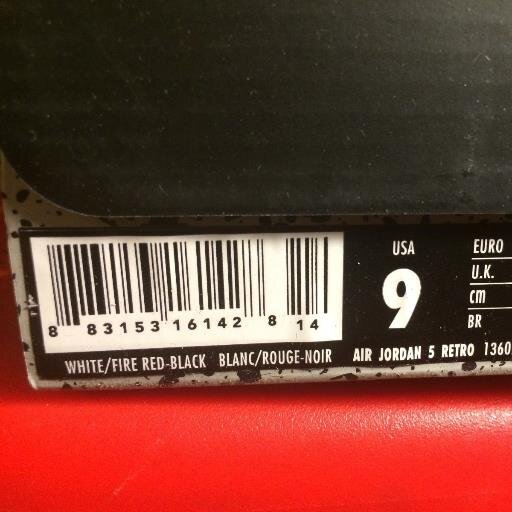 USA
9
EURO
U.K.
cm
BR
8 83153 16142 8 14
WHITE/FIRE RED-BLACK BLANC/ROUGE-NOIR
AIR JORDAN 5 RETRO 1360